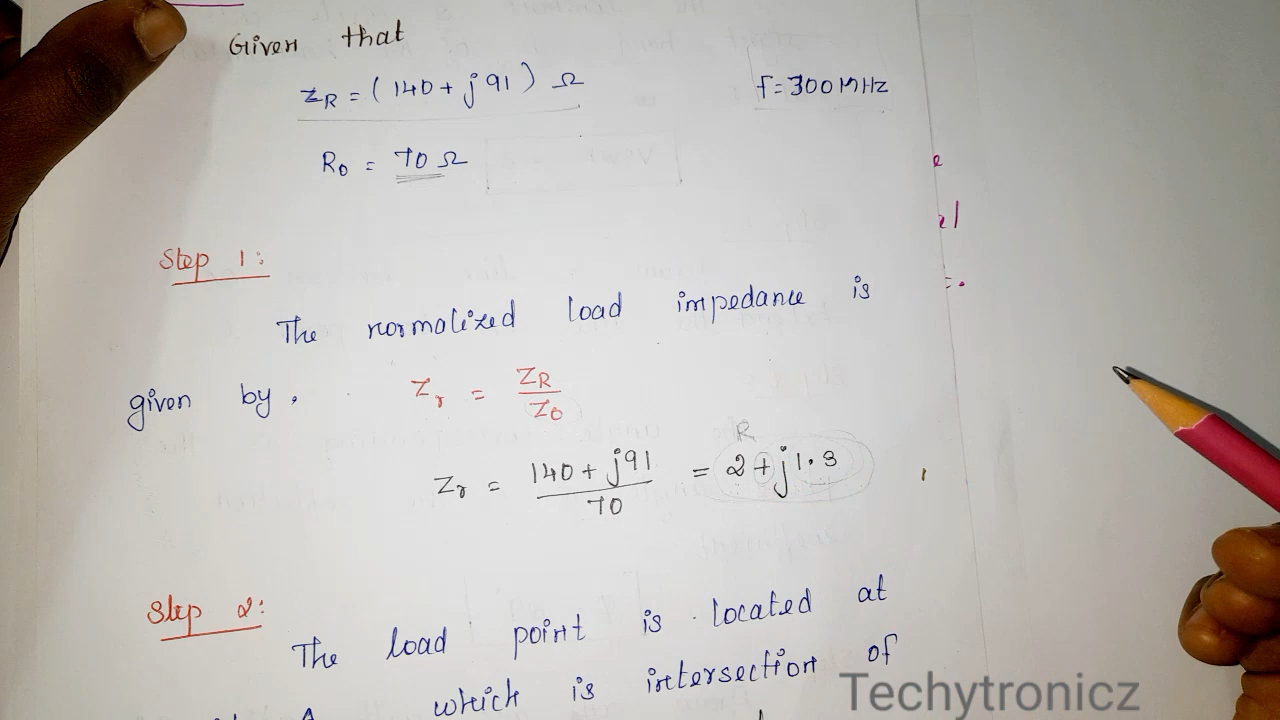 Given that
ZR = (140 + j91) Ω
f = 300 MHz
R0 = 70 Ω
Step 1:
The normalized load impedance is
given by, Zr = ZR / Z0
R
Zr = 140 + j91 / 70 = 2 + j1.3
Step 2:
The load point is located at
which is intersection of
Techytronicz